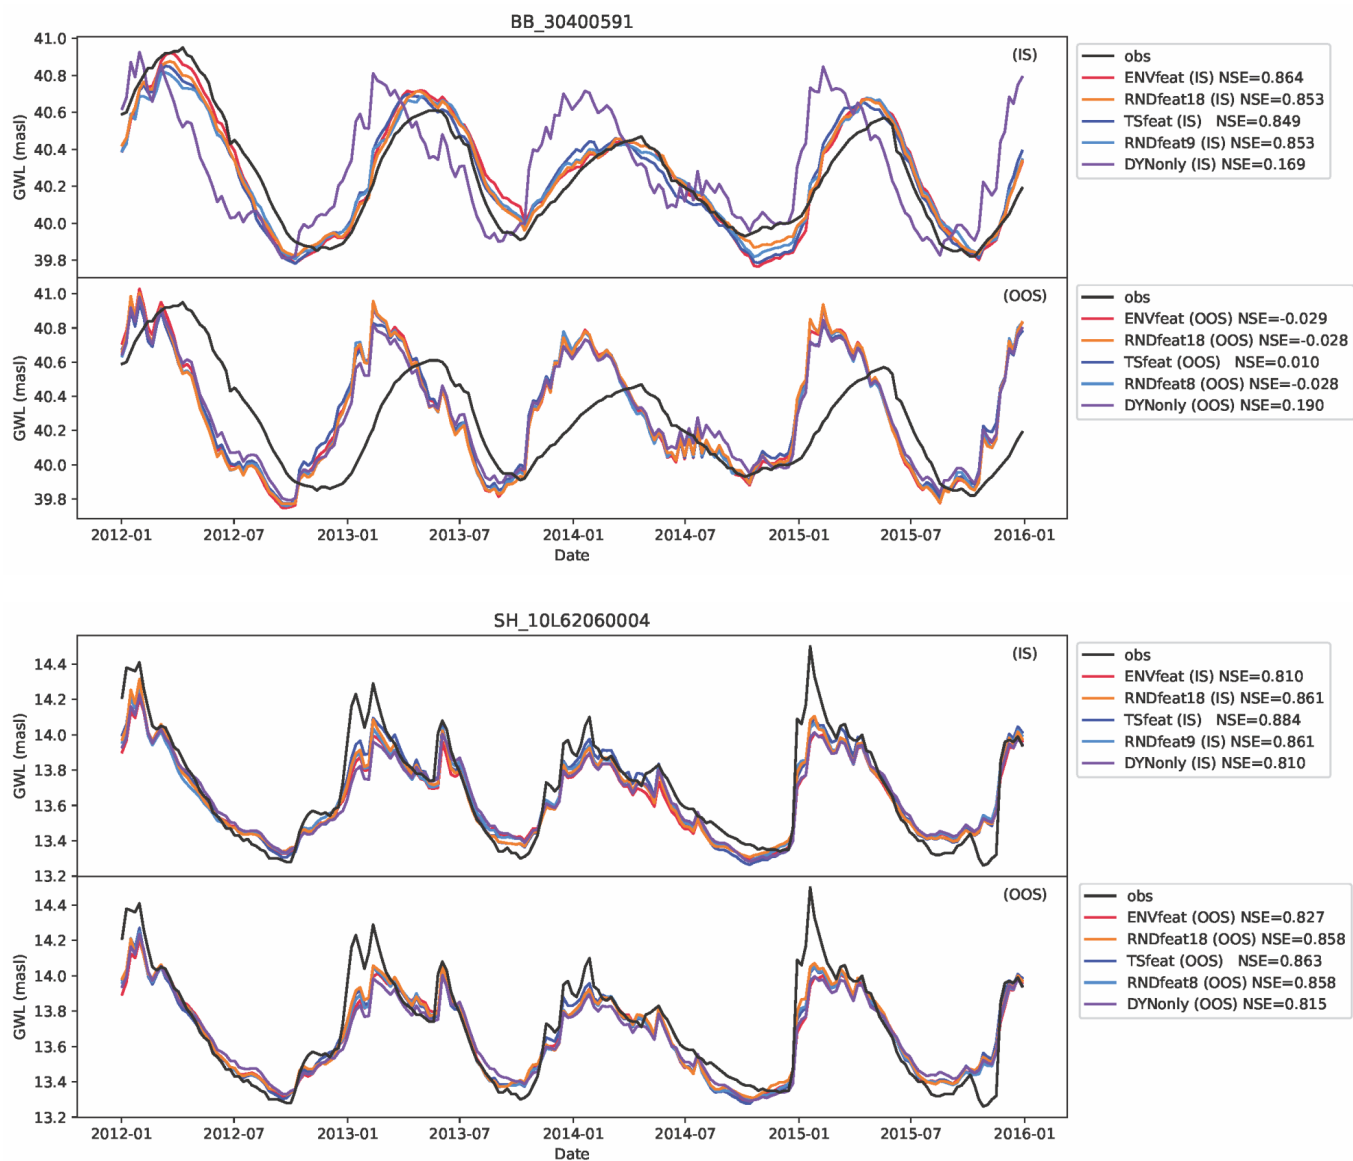 BB_30400591
41.0
40.8
40.6
40.4
40.2
40.0
39.8
GWL (masl)
(IS)
obs
ENVfeat (IS) NSE=0.864
RNDfeat18 (IS) NSE=0.853
TSfeat (IS) NSE=0.849
RNDfeat9 (IS) NSE=0.853
DYNonly (IS) NSE=0.169
41.0
40.8
40.6
40.4
40.2
40.0
39.8
GWL (masl)
(OOS)
obs
ENVfeat (OOS) NSE=-0.029
RNDfeat18 (OOS) NSE=-0.028
TSfeat (OOS) NSE=0.010
RNDfeat8 (OOS) NSE=-0.028
DYNonly (OOS) NSE=0.190
2012-01 2012-07 2013-01 2013-07 2014-01 2014-07 2015-01 2015-07 2016-01
Date
SH_10L62060004
14.4
14.2
14.0
13.8
13.6
13.4
13.2
GWL (masl)
(IS)
obs
ENVfeat (IS) NSE=0.810
RNDfeat18 (IS) NSE=0.861
TSfeat (IS) NSE=0.884
RNDfeat9 (IS) NSE=0.861
DYNonly (IS) NSE=0.810
14.4
14.2
14.0
13.8
13.6
13.4
13.2
GWL (masl)
(OOS)
obs
ENVfeat (OOS) NSE=0.827
RNDfeat18 (OOS) NSE=0.858
TSfeat (OOS) NSE=0.863
RNDfeat8 (OOS) NSE=0.858
DYNonly (OOS) NSE=0.815
2012-01 2012-07 2013-01 2013-07 2014-01 2014-07 2015-01 2015-07 2016-01
Date